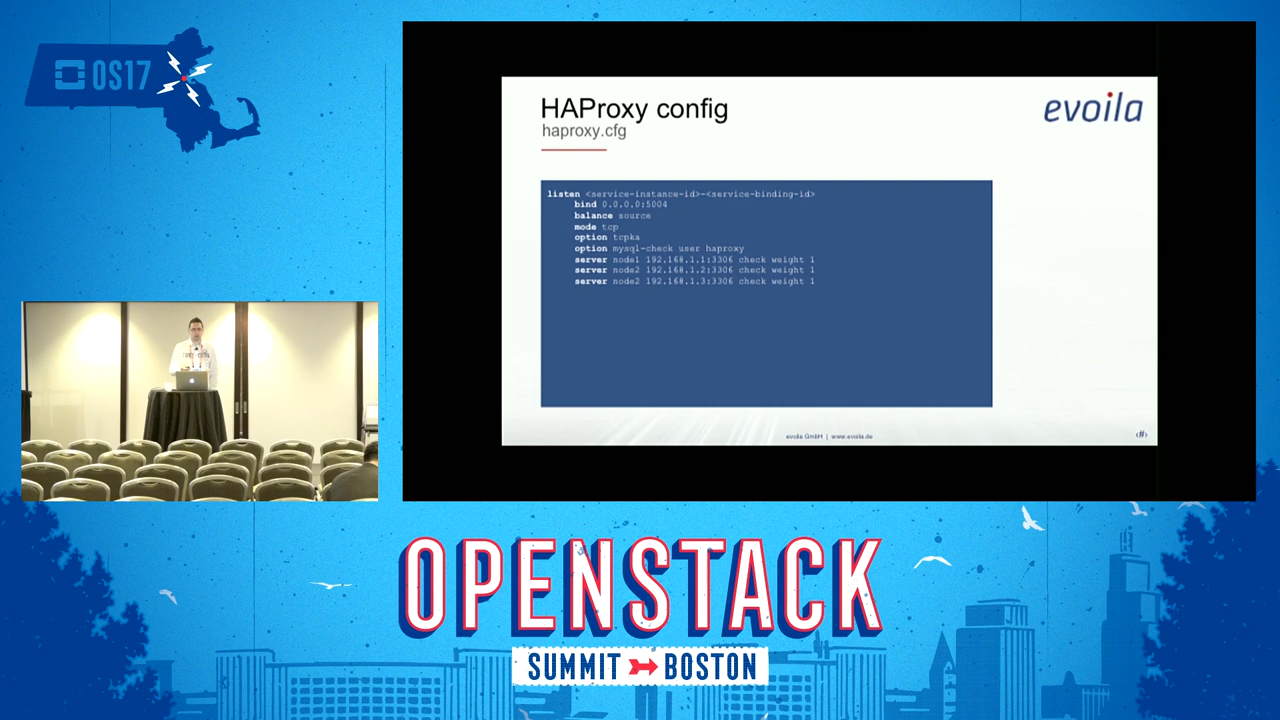 OS17
HAProxy config
haproxy.cfg
evoila
listen <service-instance-id>-<service-binding-id>
bind 0.0.0.0:5004
balance source
mode tcp
option tcpka
option mysql-check user haproxy
server node1 192.168.1.1:3306 check weight 1
server node2 192.168.1.2:3306 check weight 1
server node2 192.168.1.3:3306 check weight 1
evoila GmbH | www.evoila.de
‹#›
OPENSTACK
SUMMIT BOSTON